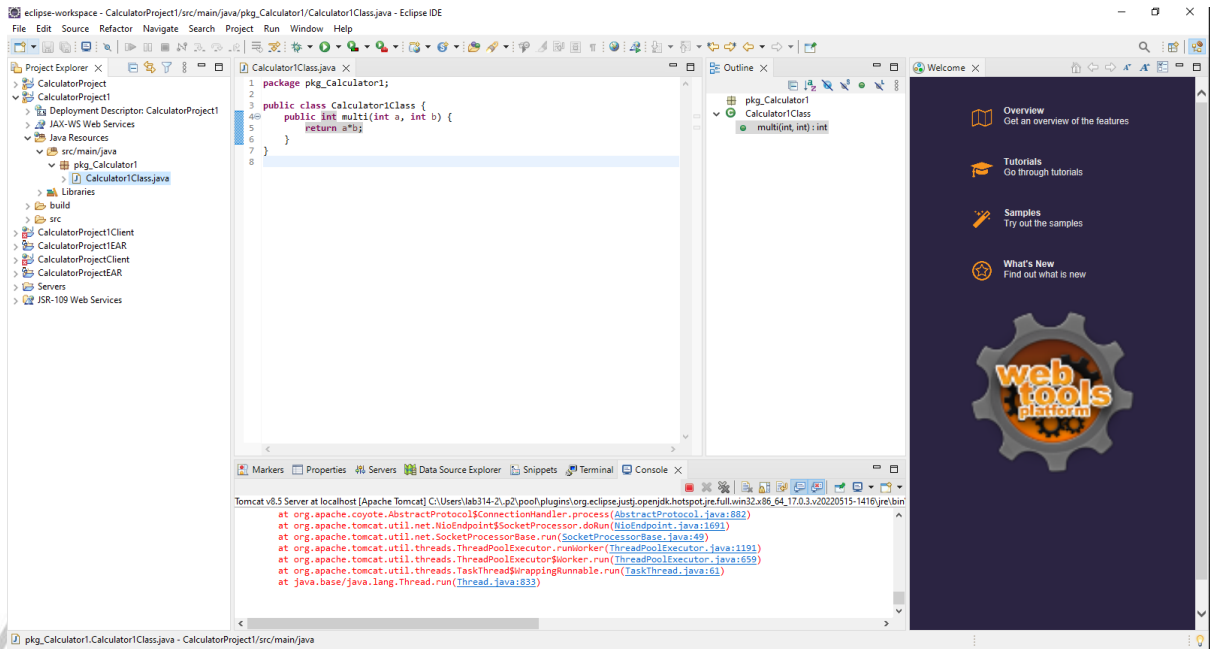 eclipse-workspace - CalculatorProject1/src/main/java/pkg_Calculator1/Calculator1Class.java - Eclipse IDE
File Edit Source Refactor Navigate Search Project Run Window Help
Project Explorer
CalculatorProject
CalculatorProject1
Deployment Descriptor: CalculatorProject1
JAX-WS Web Services
Java Resources
src/main/java
pkg_Calculator1
Calculator1Class.java
Libraries
build
src
CalculatorProject1Client
CalculatorProject1EAR
CalculatorProjectClient
CalculatorProjectEAR
Servers
JSR-109 Web Services
Calculator1Class.java
1 package pkg_Calculator1;
2
3 public class Calculator1Class {
4 public int multi(int a, int b) {
5 return a*b;
6 }
7 }
8
Outline
pkg_Calculator1
Calculator1Class
multi(int, int) : int
Welcome
Overview
Get an overview of the features
Tutorials
Go through tutorials
Samples
Try out the samples
What's New
Find out what is new
web
tools
platform
Markers Properties Servers Data Source Explorer Snippets Terminal Console
Tomcat v8.5 Server at localhost [Apache Tomcat] C:\Users\lab314-2\.p2\pool\plugins\org.eclipse.justj.openjdk.hotspot.jre.full.win32.x86_64_17.0.3.v20220515-1416\jre\bin\
at org.apache.coyote.AbstractProtocol$ConnectionHandler.process(AbstractProtocol.java:882)
at org.apache.tomcat.util.net.NioEndpoint$SocketProcessor.doRun(NioEndpoint.java:1691)
at org.apache.tomcat.util.net.SocketProcessorBase.run(SocketProcessorBase.java:49)
at org.apache.tomcat.util.threads.ThreadPoolExecutor.runWorker(ThreadPoolExecutor.java:1191)
at org.apache.tomcat.util.threads.ThreadPoolExecutor$Worker.run(ThreadPoolExecutor.java:659)
at org.apache.tomcat.util.threads.TaskThread$WrappingRunnable.run(TaskThread.java:61)
at java.base/java.lang.Thread.run(Thread.java:833)
pkg_Calculator1.Calculator1Class.java - CalculatorProject1/src/main/java